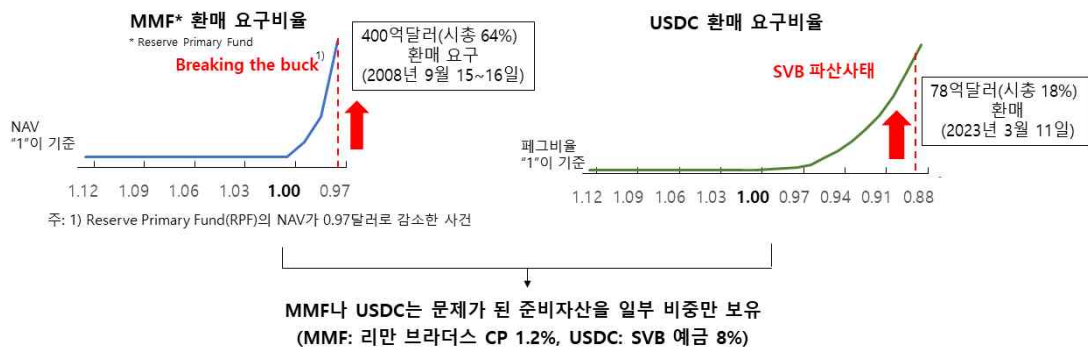 MMF* 환매 요구비율
* Reserve Primary Fund
Breaking the buck 1)
400억달러(시총 64%)
환매 요구
(2008년 9월 15~16일)
NAV
"1"이 기준
1.12 1.09 1.06 1.03 1.00 0.97
주: 1) Reserve Primary Fund(RPF)의 NAV가 0.97달러로 감소한 사건
USDC 환매 요구비율
SVB 파산사태
78억달러(시총 18%)
환매
(2023년 3월 11일)
페그비율
"1"이 기준
1.12 1.09 1.06 1.03 1.00 0.97 0.94 0.91 0.88
MMF나 USDC는 문제가 된 준비자산을 일부 비중만 보유
(MMF: 리만 브라더스 CP 1.2%, USDC: SVB 예금 8%)